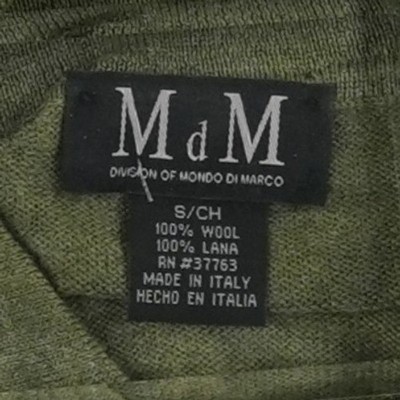 MdM
DIVISION OF MONDO DI MARCO
S/CH
100% WOOL
100% LANA
RN #37763
MADE IN ITALY
HECHO EN ITALIA